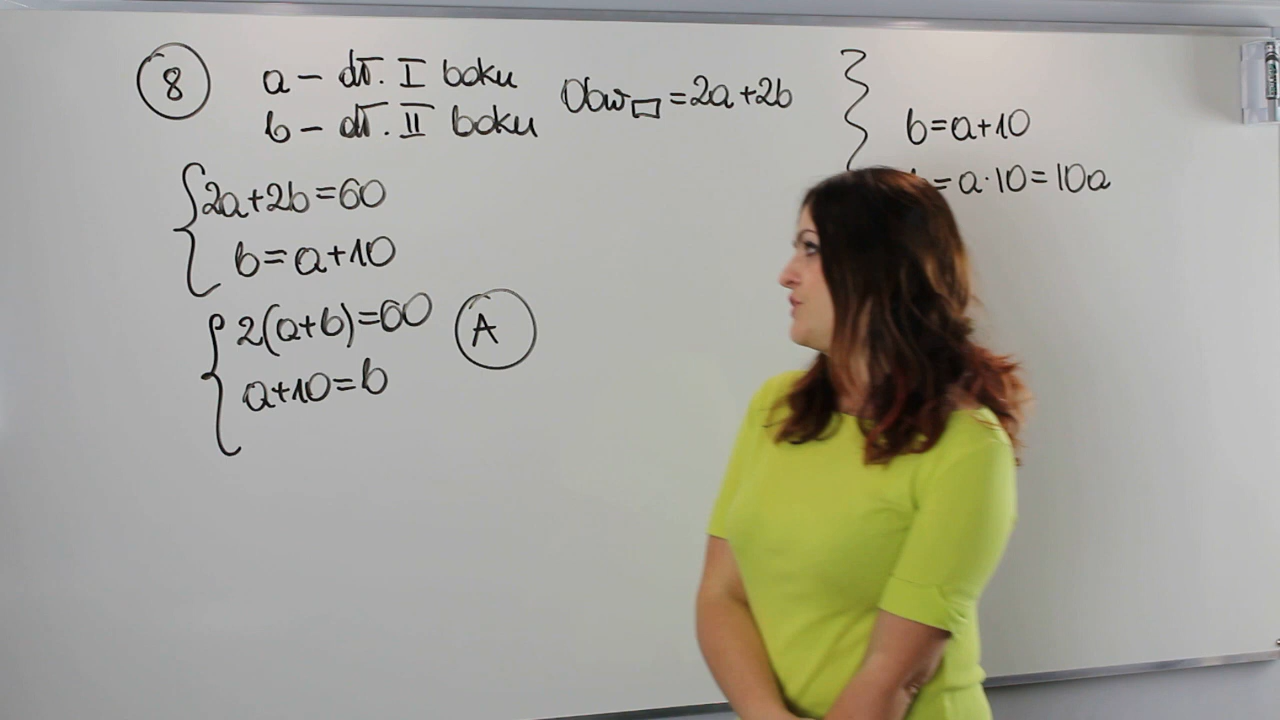 8
a – dł. I boku
b – dł. II boku
Obw▭ = 2a+2b
2a+2b=60
b=a+10
2(a+b)=60
a+10=b
A
b=a+10
=a·10=10a